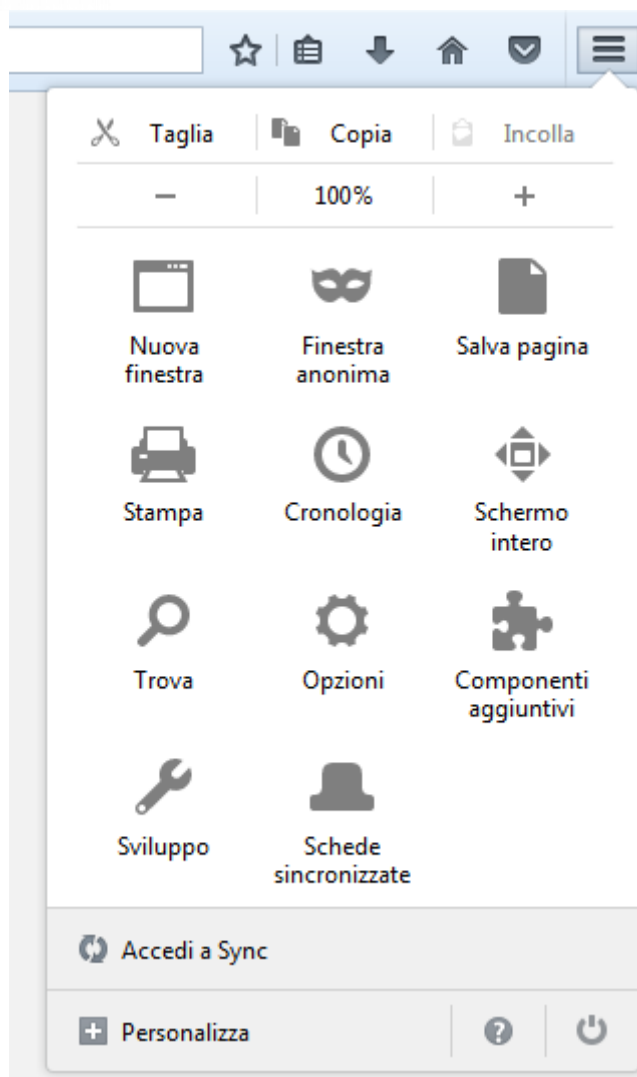 Taglia Copia Incolla
− 100% +
Nuova finestra
Finestra anonima
Salva pagina
Stampa
Cronologia
Schermo intero
Trova
Opzioni
Componenti aggiuntivi
Sviluppo
Schede sincronizzate
Accedi a Sync
Personalizza